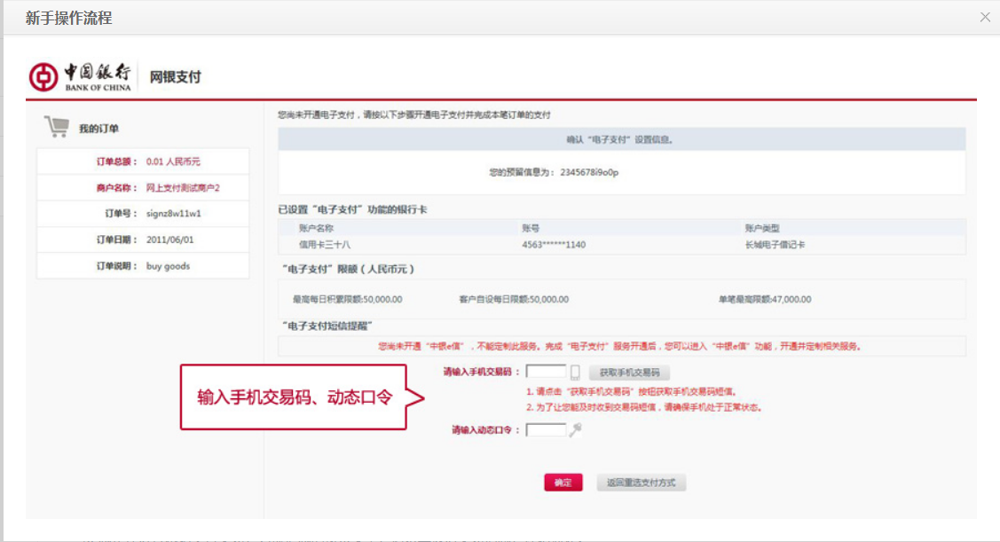 新手操作流程
中国银行 网银支付
BANK OF CHINA
我的订单
订单总额： 0.01 人民币元
商户名称： 网上支付测试商户2
订单号： signz8w11w1
订单日期： 2011/06/01
订单说明： buy goods
您尚未开通电子支付，请按以下步骤开通电子支付并完成本笔订单的支付
确认“电子支付”设置信息。
您的预留信息为： 2345678i9o0p
已设置“电子支付”功能的银行卡
账户名称 账号 账户类型
信用卡三十八 4563******1140 长城电子借记卡
“电子支付”限额（人民币元）
最高每日积累限额:50,000.00 客户自设每日限额:50,000.00 单笔最高限额:47,000.00
“电子支付短信提醒”
您尚未开通“中银e信”，不能定制此服务。完成“电子支付”服务开通后，您可以进入“中银e信”功能，开通并定制相关服务。
请输入手机交易码： 获取手机交易码
1. 请点击“获取手机交易码”按钮获取手机交易码短信。
2. 为了让您能及时收到交易码短信，请确保手机处于正常状态。
输入手机交易码、动态口令
请输入动态口令：
确定 返回重选支付方式